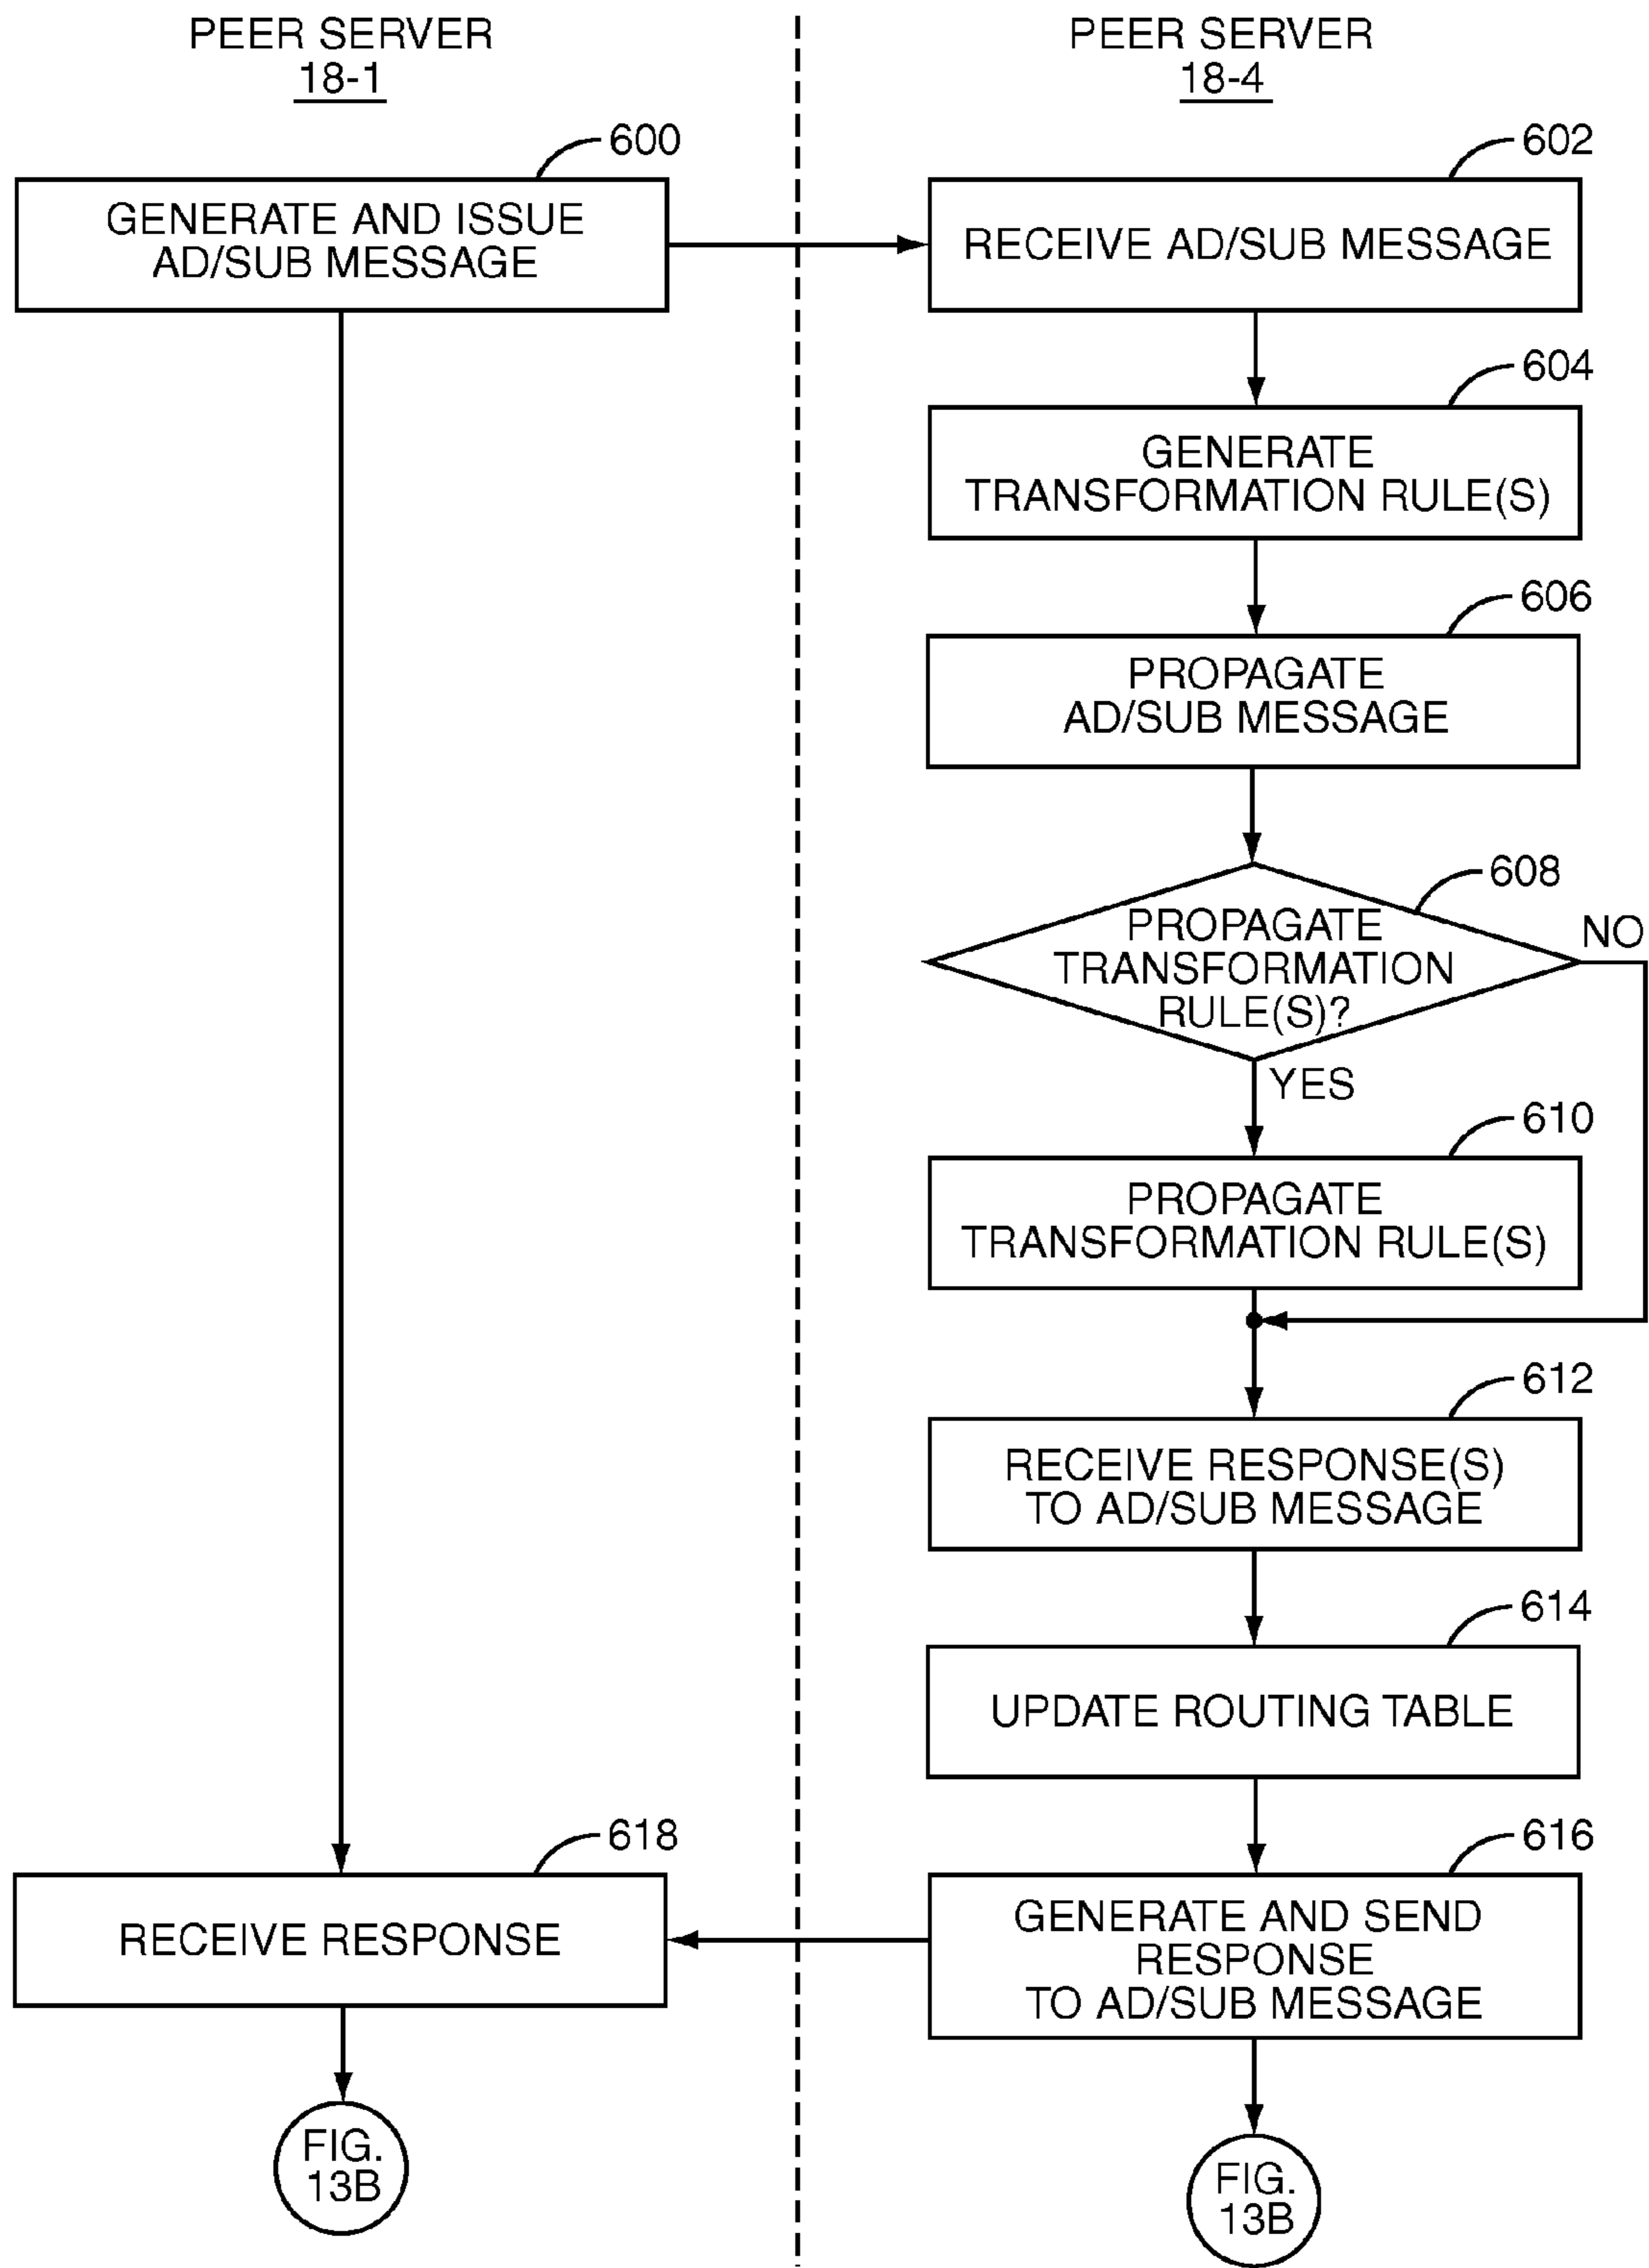 PEER SERVER
18-1
PEER SERVER
18-4
600
GENERATE AND ISSUE
AD/SUB MESSAGE
602
RECEIVE AD/SUB MESSAGE
604
GENERATE
TRANSFORMATION RULE(S)
606
PROPAGATE
AD/SUB MESSAGE
608
PROPAGATE
TRANSFORMATION
RULE(S)?
NO
YES
610
PROPAGATE
TRANSFORMATION RULE(S)
612
RECEIVE RESPONSE(S)
TO AD/SUB MESSAGE
614
UPDATE ROUTING TABLE
616
GENERATE AND SEND
RESPONSE
TO AD/SUB MESSAGE
618
RECEIVE RESPONSE
FIG.
13B
FIG.
13B